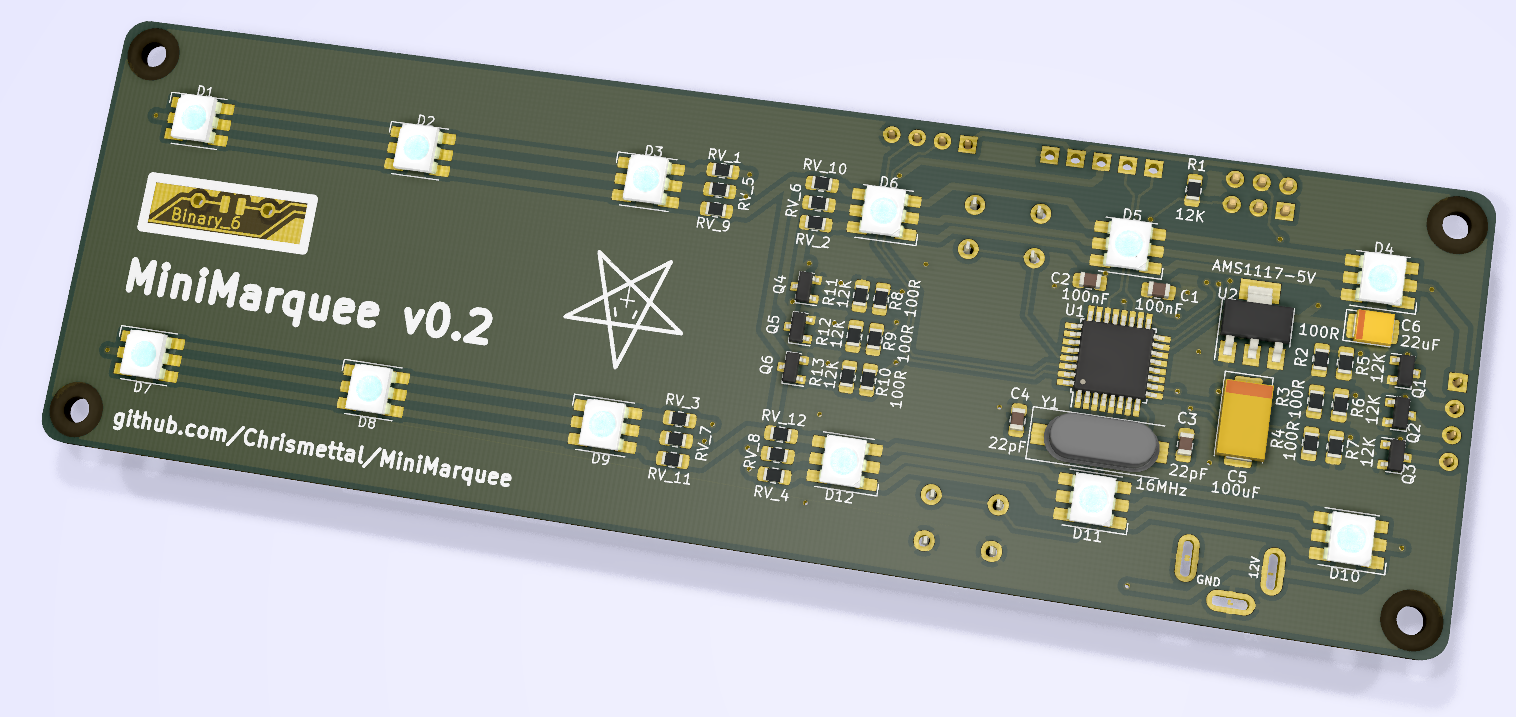 D1
D2
D3
RV_1
RV_5
RV_9
RV_10
RV_6
RV_2
D6
D5
R1
12K
D4
Binary_6
MiniMarquee v0.2
Q4
R11
12K
R8
100R
Q5
R12
12K
R9
100R
Q6
R13
12K
R10
100R
C2
100nF
C1
100nF
U1
AMS1117-5V
U2
C6
22uF
100R
R2
R5
12K
Q1
R3
100R
R6
12K
Q2
R4
100R
R7
12K
Q3
D7
D8
D9
RV_3
RV_7
RV_11
RV_12
RV_8
RV_4
D12
C4
22pF
Y1
16MHz
C3
22pF
C5
100uF
D11
D10
GND
12V
github.com/Chrismettal/MiniMarquee